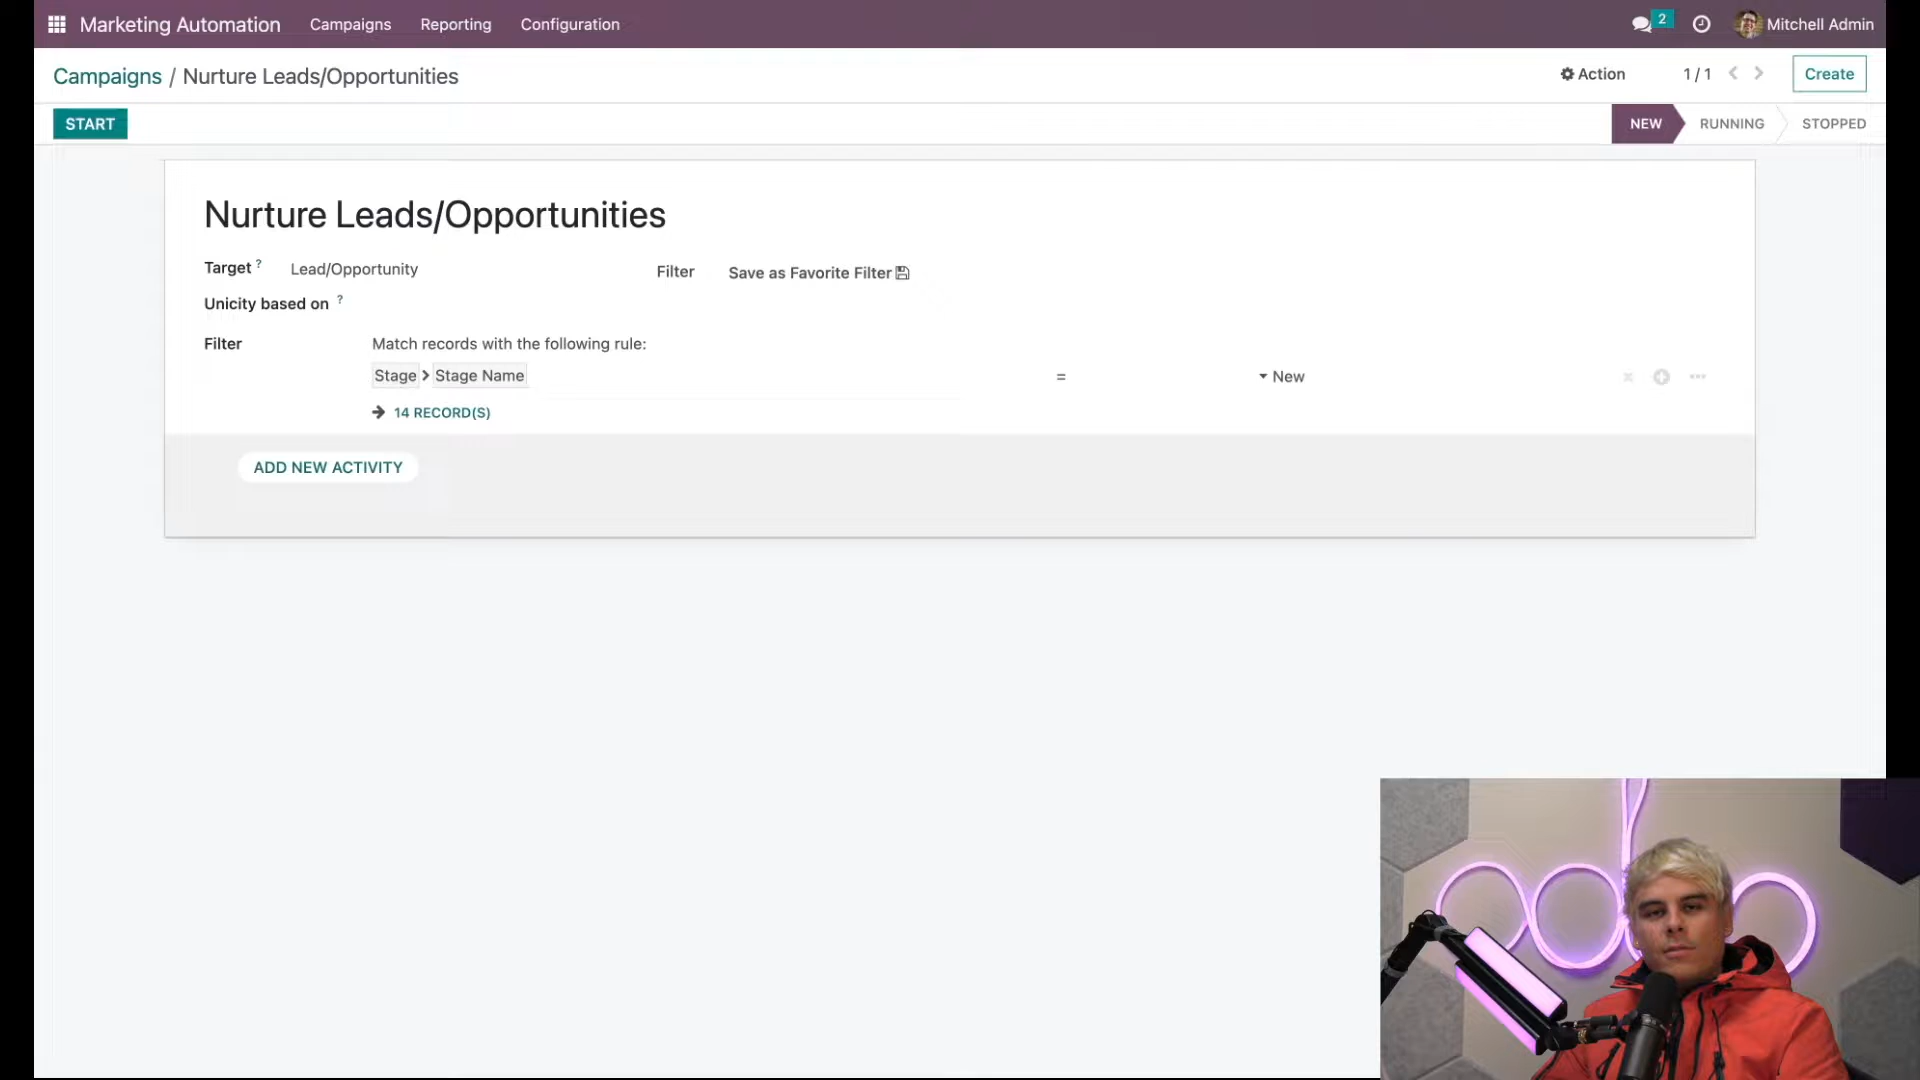 Marketing Automation Campaigns Reporting Configuration 2 Mitchell Admin
Campaigns / Nurture Leads/Opportunities Action 1 / 1 Create
START NEW RUNNING STOPPED
Nurture Leads/Opportunities
Target ? Lead/Opportunity Filter Save as Favorite Filter
Unicity based on ?
Filter Match records with the following rule:
Stage > Stage Name = New
14 RECORD(S)
ADD NEW ACTIVITY
odoo